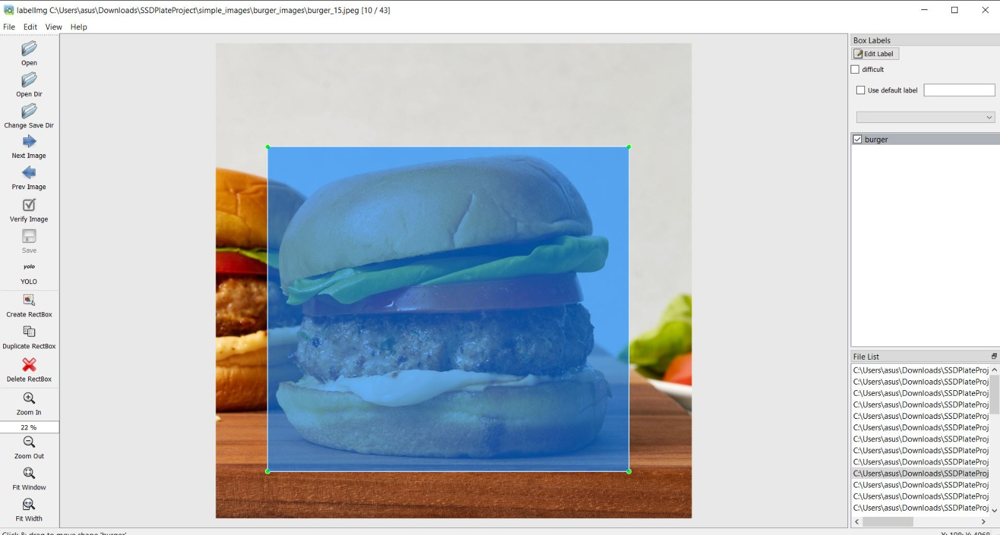 labelImg C:\Users\asus\Downloads\SSDPlateProject\simple_images\burger_images\burger_15.jpeg [10 / 43]
File Edit View Help
Open
Open Dir
Change Save Dir
Next Image
Prev Image
Verify Image
Save
yolo
YOLO
Create RectBox
Duplicate RectBox
Delete RectBox
Zoom In
22 %
Zoom Out
Fit Window
Fit Width
Box Labels
Edit Label
difficult
Use default label
burger
File List
C:\Users\asus\Downloads\SSDPlateProj
C:\Users\asus\Downloads\SSDPlateProj
C:\Users\asus\Downloads\SSDPlateProj
C:\Users\asus\Downloads\SSDPlateProj
C:\Users\asus\Downloads\SSDPlateProj
C:\Users\asus\Downloads\SSDPlateProj
C:\Users\asus\Downloads\SSDPlateProj
C:\Users\asus\Downloads\SSDPlateProj
C:\Users\asus\Downloads\SSDPlateProj
C:\Users\asus\Downloads\SSDPlateProj
C:\Users\asus\Downloads\SSDPlateProj
C:\Users\asus\Downloads\SSDPlateProj
C:\Users\asus\Downloads\SSDPlateProj
Click & drag to move shape 'burger'